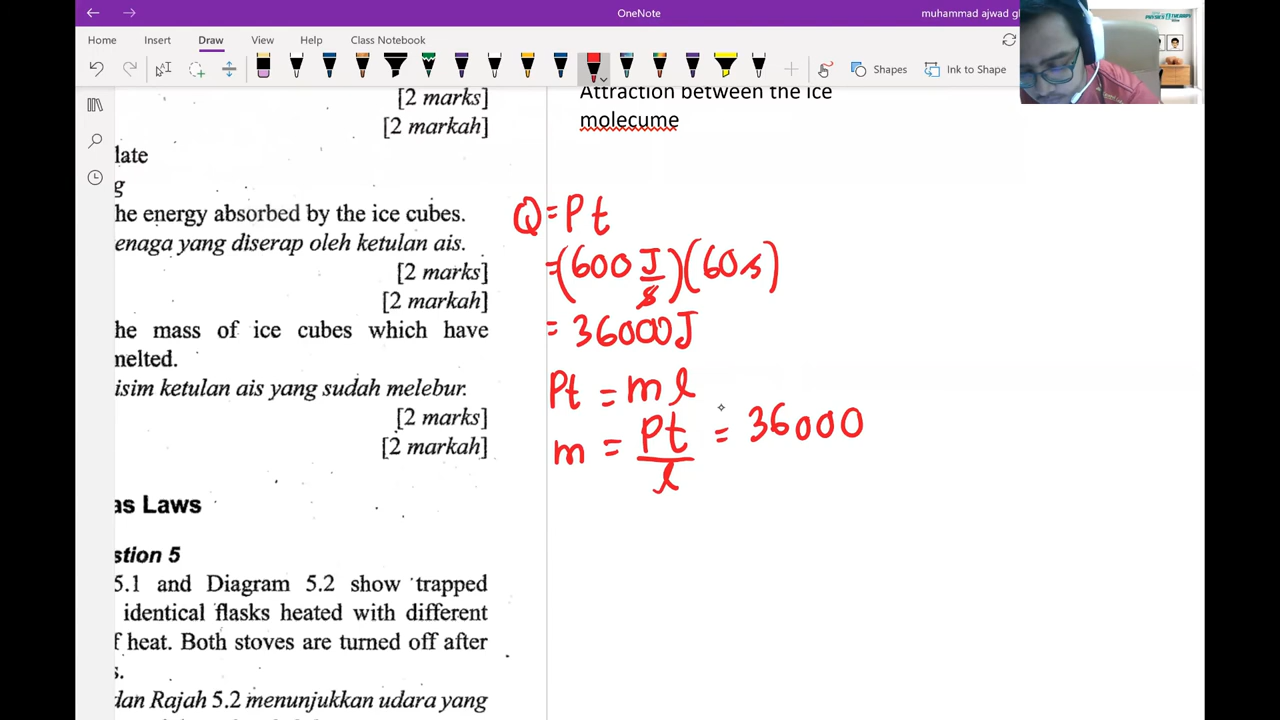 OneNote
muhammad ajwad gh
Home Insert Draw View Help Class Notebook
Shapes Ink to Shape
[2 marks]
[2 markah]
late
g
he energy absorbed by the ice cubes.
enaga yang diserap oleh ketulan ais.
[2 marks]
[2 markah]
he mass of ice cubes which have
melted.
isim ketulan ais yang sudah melebur.
[2 marks]
[2 markah]
as Laws
stion 5
5.1 and Diagram 5.2 show trapped
identical flasks heated with different
f heat. Both stoves are turned off after
s.
dan Rajah 5.2 menunjukkan udara yang
Attraction between the ice
molecume
Q = Pt
= (600 J/s)(60s)
= 36000J
Pt = ml
m = Pt/l = 36000